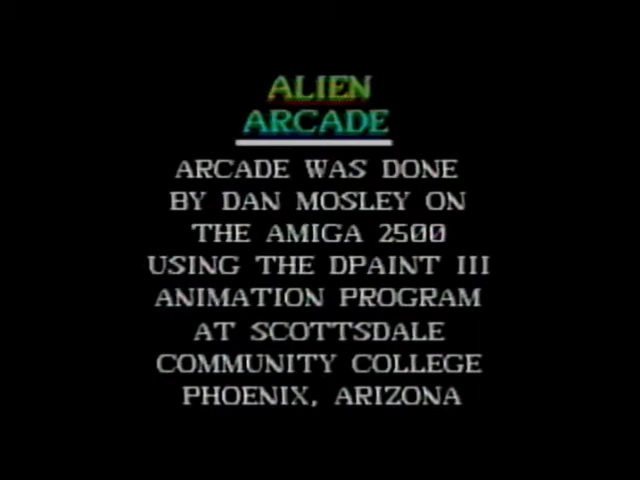 ALIEN
ARCADE
ARCADE WAS DONE
BY DAN MOSLEY ON
THE AMIGA 2500
USING THE DPAINT III
ANIMATION PROGRAM
AT SCOTTSDALE
COMMUNITY COLLEGE
PHOENIX, ARIZONA